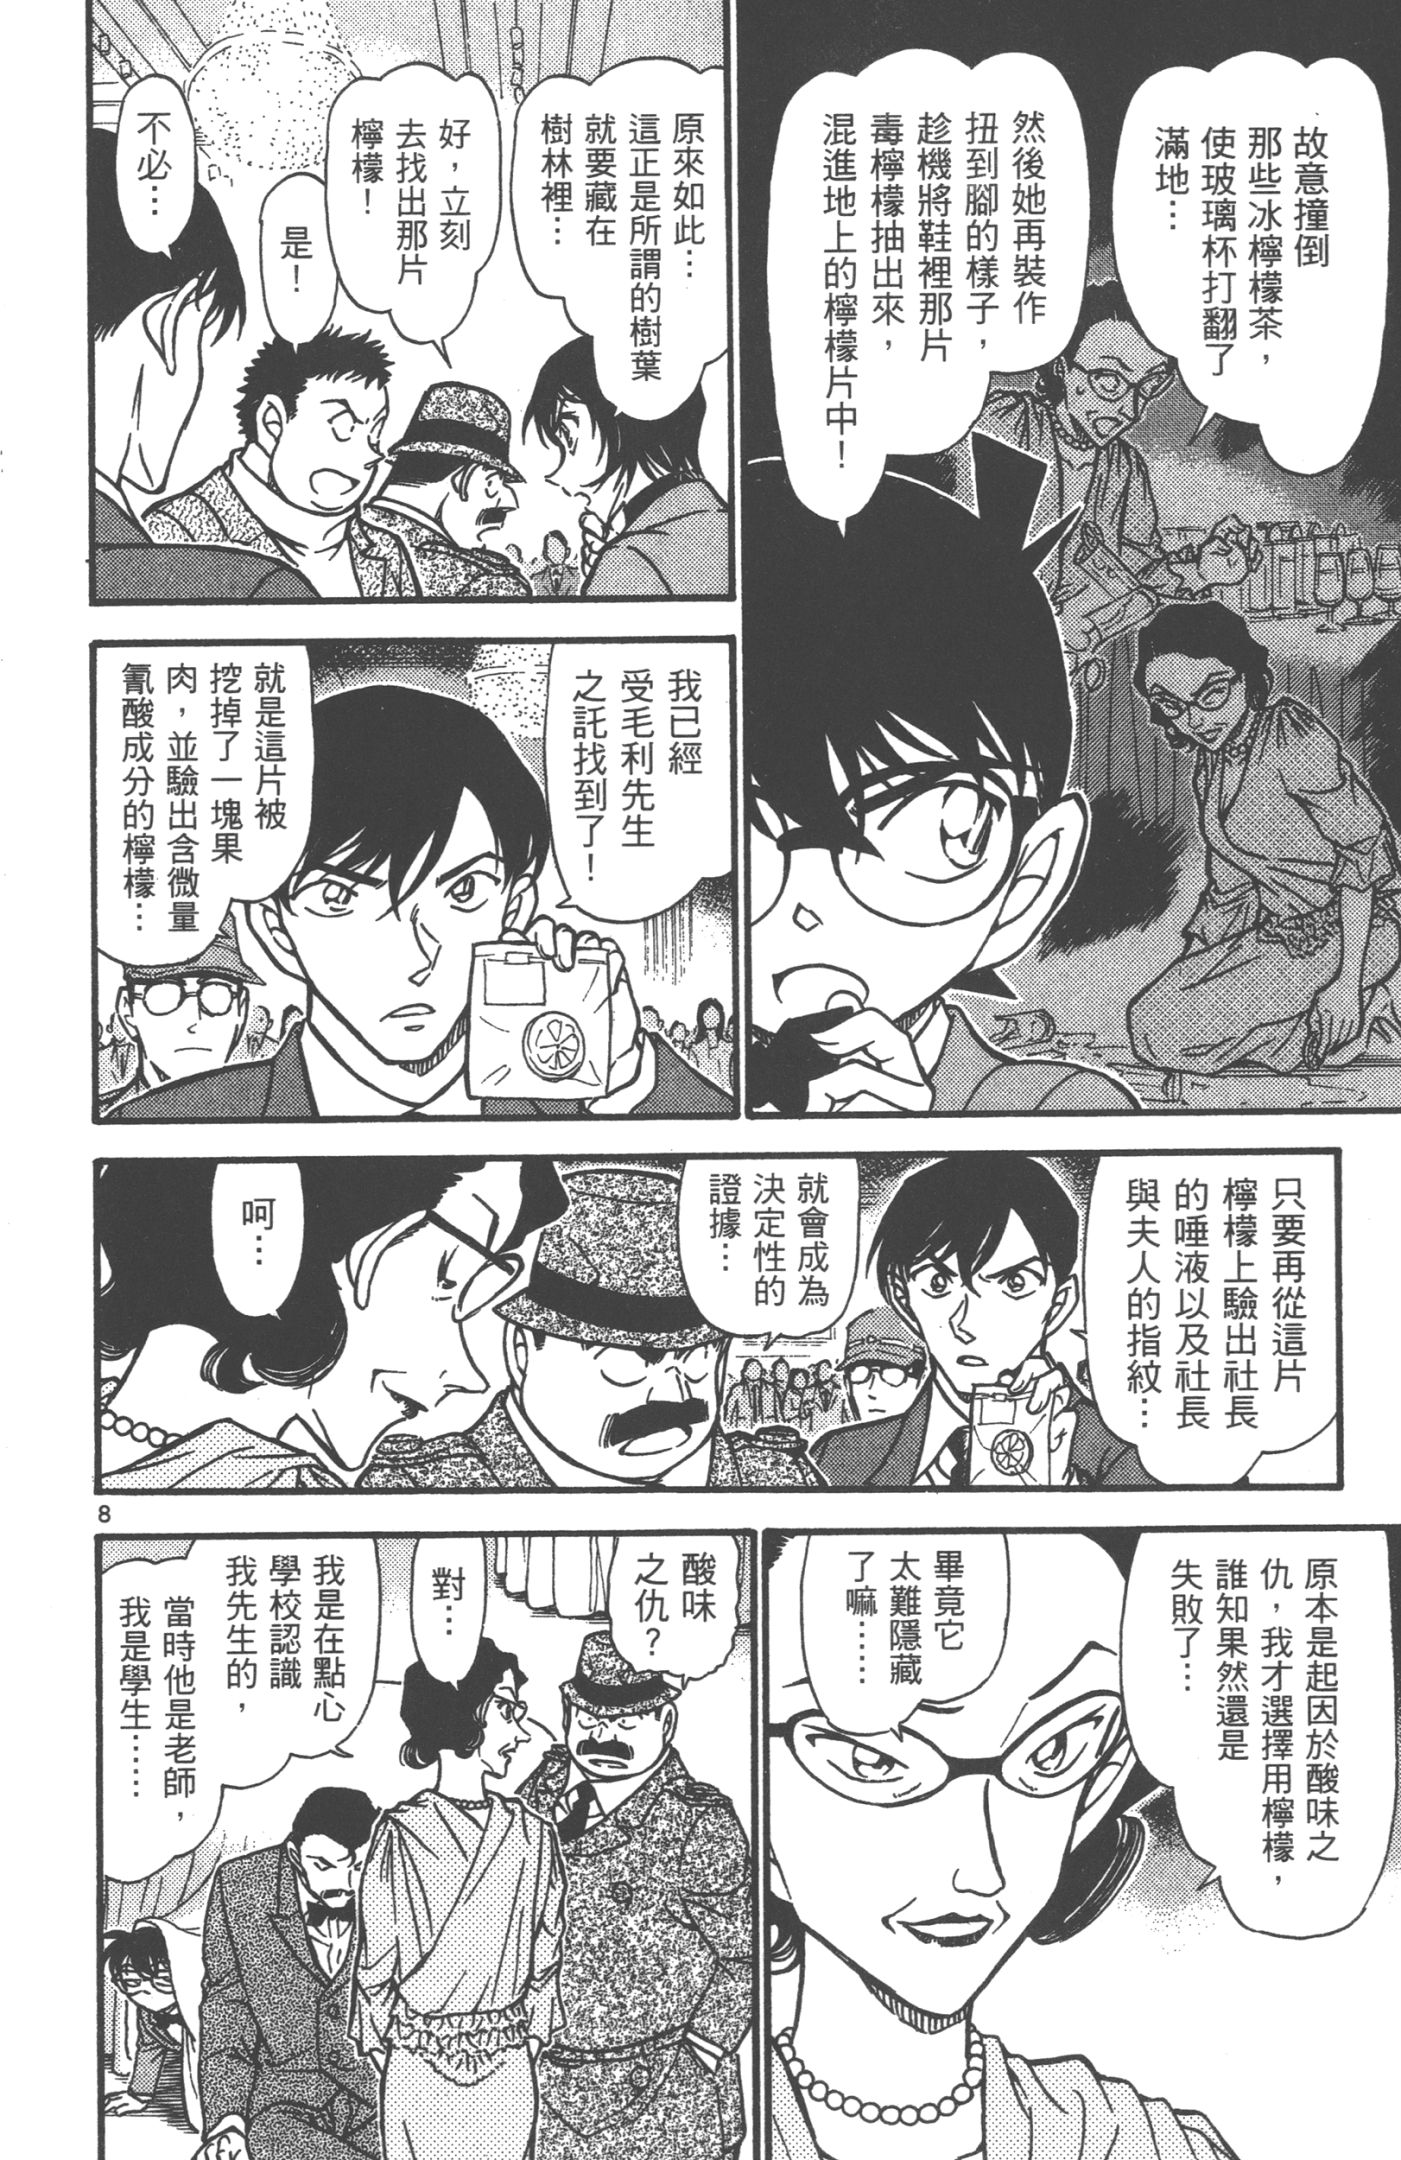 故意撞倒
那些冰檸檬茶，
使玻璃杯打翻了
滿地…
然後她再裝作
扭到腳的樣子，
趁機將鞋裡那片
毒檸檬抽出來，
混進地上的檸檬片中！
原來如此…
這正是所謂的樹葉
就要藏在
樹林裡…
好，立刻
去找出那片
檸檬！
是！
不必…
我已經
受毛利先生
之託找到了！
就是這片被
挖掉了一塊果
肉，並驗出含微量
氰酸成分的檸檬…
只要再從這片
檸檬上驗出社長
的唾液以及社長
與夫人的指紋…
就會成為
決定性的
證據…
呵…
原本是起因於酸味之
仇，我才選擇用檸檬，
誰知果然還是
失敗了…
畢竟它
太難隱藏
了嘛……
酸味
之仇？
對…
我是在點心
學校認識
我先生的，
當時他是老師，
我是學生……
8